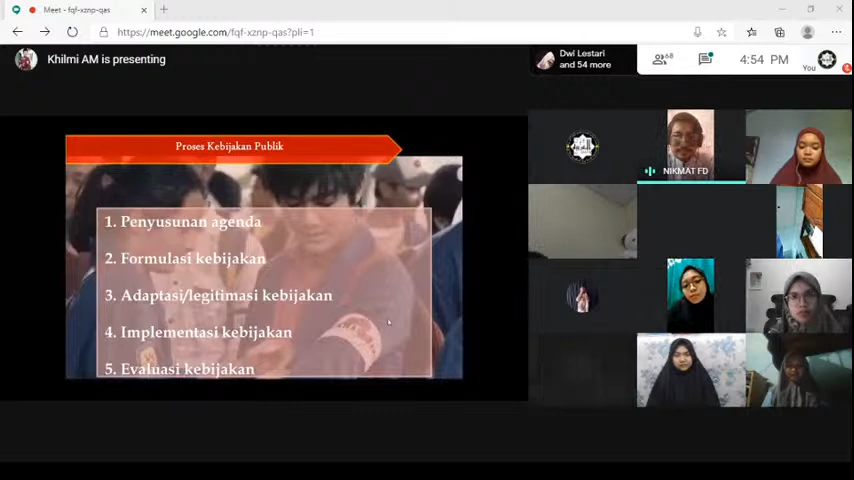 Meet - fqf-xznp-qas
https://meet.google.com/fqf-xznp-qas?pli=1
Khilmi AM is presenting
Dwi Lestari
and 54 more
68
4:54 PM
You
Proses Kebijakan Publik
1. Penyusunan agenda
2. Formulasi kebijakan
3. Adaptasi/legitimasi kebijakan
4. Implementasi kebijakan
5. Evaluasi kebijakan
NIKMAT FD